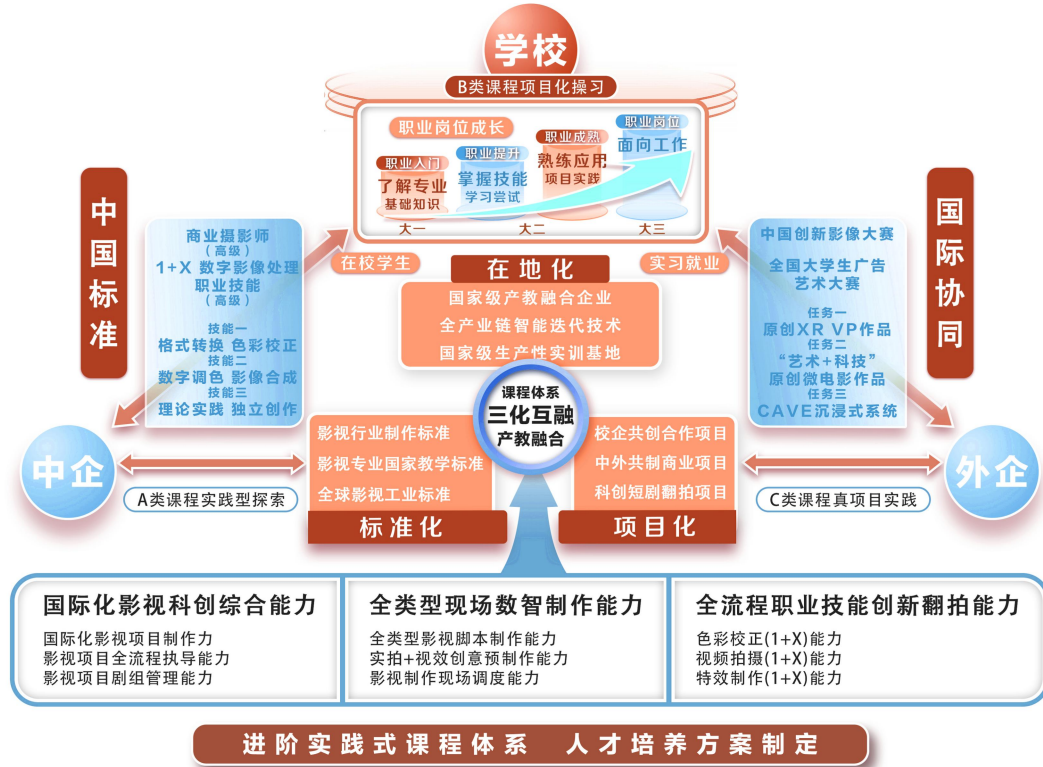 学校
B类课程项目化操习
职业岗位成长
职业入门
了解专业
基础知识
职业提升
掌握技能
学习尝试
职业成熟
熟练应用
项目实践
职业岗位
面向工作
大一
大二
大三
在校学生
实习就业
中国标准
商业摄影师
(高级)
1+X 数字影像处理
职业技能
(高级)
技能一
格式转换 色彩校正
技能二
数字调色 影像合成
技能三
理论实践 独立创作
国际协同
中国创新影像大赛
全国大学生广告
艺术大赛
任务一
原创XR VP作品
任务二
“艺术+科技”
原创微电影作品
任务三
CAVE沉浸式系统
在地化
国家级产教融合企业
全产业链智能迭代技术
国家级生产性实训基地
课程体系
三化互融
产教融合
中企
A类课程实践型探索
影视行业制作标准
影视专业国家教学标准
全球影视工业标准
标准化
校企共创合作项目
中外共制商业项目
科创短剧翻拍项目
项目化
外企
C类课程真项目实践
国际化影视科创综合能力
国际化影视项目制作力
影视项目全流程执导能力
影视项目剧组管理能力
全类型现场数智制作能力
全类型影视脚本制作能力
实拍+视效创意预制作能力
影视制作现场调度能力
全流程职业技能创新翻拍能力
色彩校正(1+X)能力
视频拍摄(1+X)能力
特效制作(1+X)能力
进阶实践式课程体系 人才培养方案制定